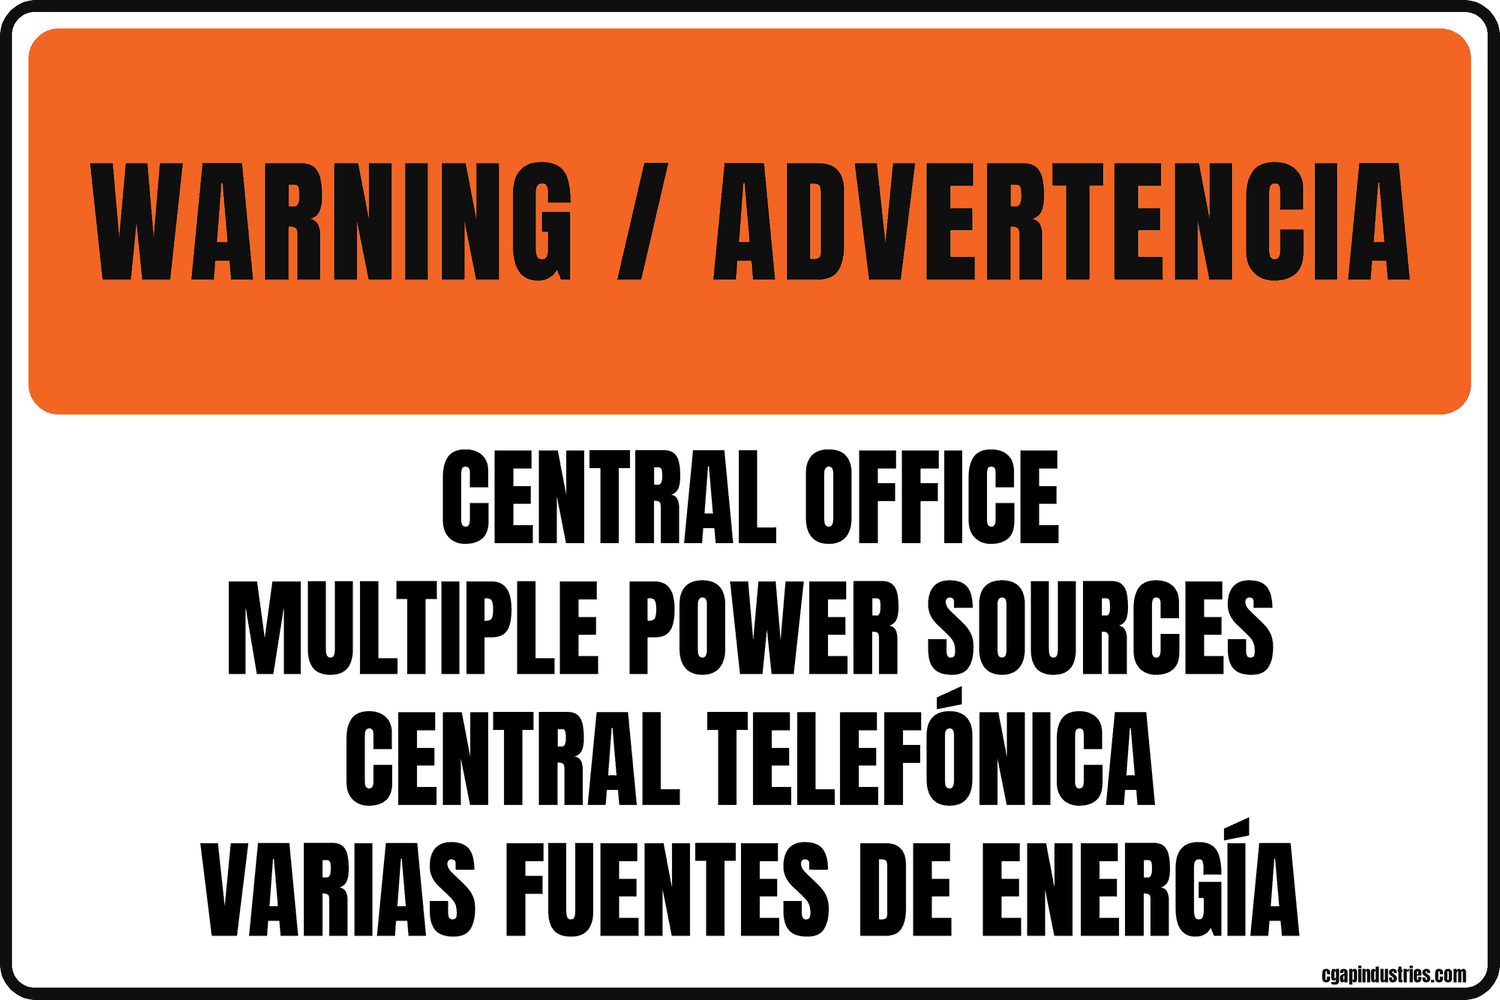 WARNING / ADVERTENCIA
CENTRAL OFFICE
MULTIPLE POWER SOURCES
CENTRAL TELEFÓNICA
VARIAS FUENTES DE ENERGÍA
cgapindustries.com